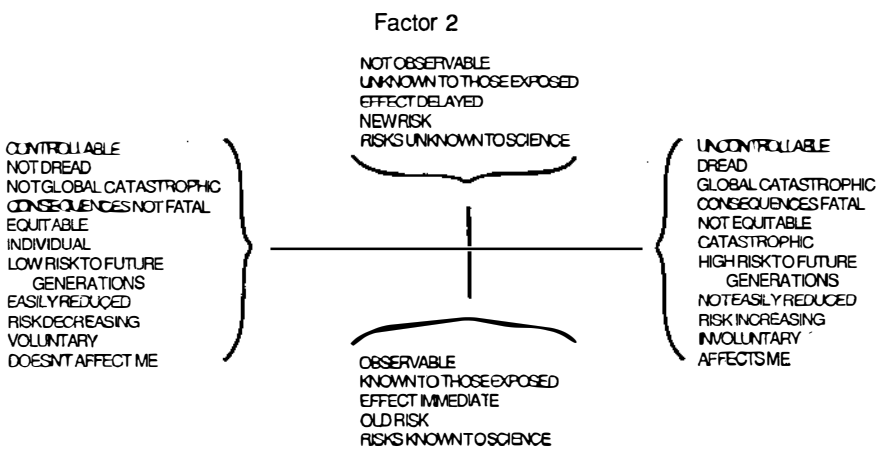 Factor 2
NOT OBSERVABLE
UNKNOWN TO THOSE EXPOSED
EFFECT DELAYED
NEW RISK
RISKS UNKNOWN TO SCIENCE
CONTROLLABLE
NOT DREAD
NOT GLOBAL CATASTROPHIC
CONSEQUENCES NOT FATAL
EQUITABLE
INDIVIDUAL
LOW RISK TO FUTURE
GENERATIONS
EASILY REDUCED
RISK DECREASING
VOLUNTARY
DOESN'T AFFECT ME
UNCONTROLLABLE
DREAD
GLOBAL CATASTROPHIC
CONSEQUENCES FATAL
NOT EQUITABLE
CATASTROPHIC
HIGH RISK TO FUTURE
GENERATIONS
NOT EASILY REDUCED
RISK INCREASING
INVOLUNTARY
AFFECTS ME
OBSERVABLE
KNOWN TO THOSE EXPOSED
EFFECT IMMEDIATE
OLD RISK
RISKS KNOWN TO SCIENCE